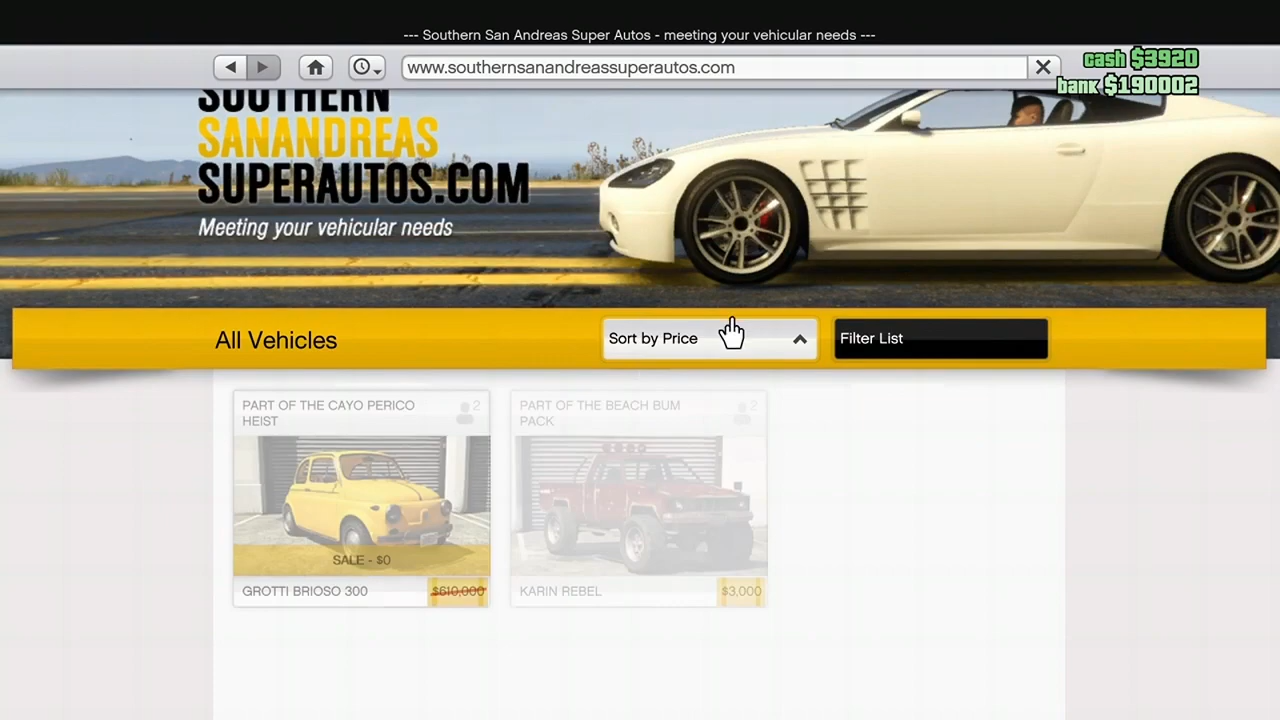 --- Southern San Andreas Super Autos - meeting your vehicular needs ---
www.southernsanandreassuperautos.com
cash $3920
bank $190002
SOUTHERN
SANANDREAS
SUPERAUTOS.COM
Meeting your vehicular needs
All Vehicles
Sort by Price
Filter List
PART OF THE CAYO PERICO
HEIST
2
SALE - $0
GROTTI BRIOSO 300
$610,000
PART OF THE BEACH BUM
PACK
2
KARIN REBEL
$3,000